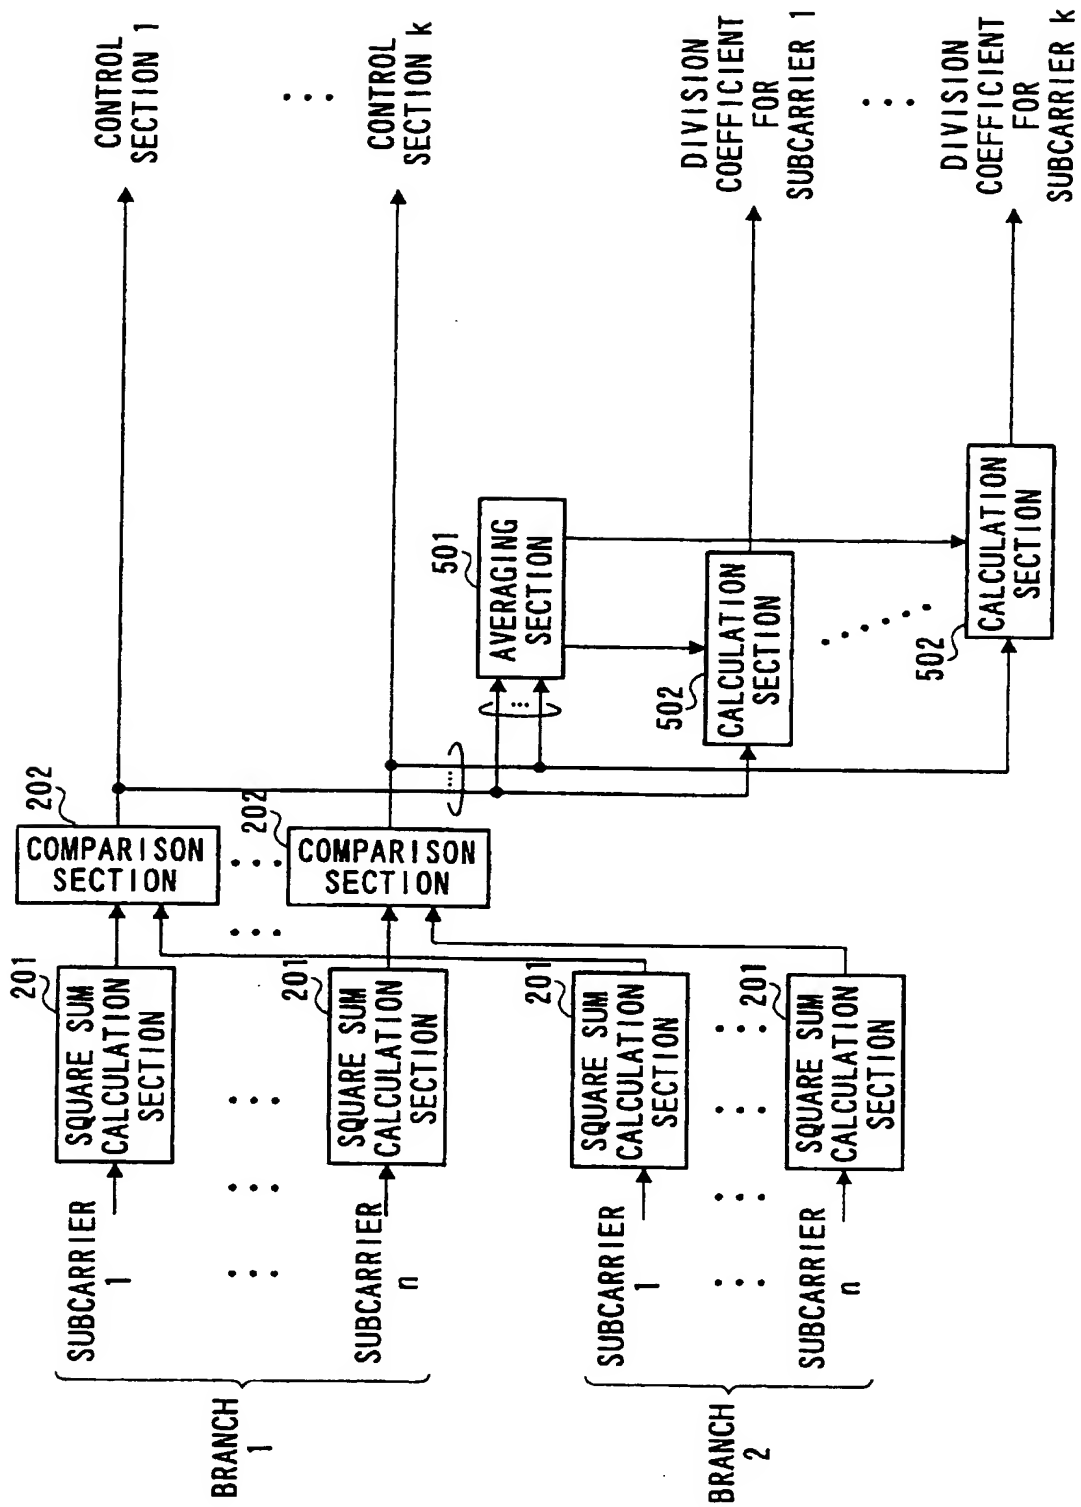 BRANCH
1
SUBCARRIER
1
SUBCARRIER
n
201
SQUARE SUM
CALCULATION
SECTION
201
SQUARE SUM
CALCULATION
SECTION
202
COMPARISON
SECTION
202
COMPARISON
SECTION
CONTROL
SECTION 1
CONTROL
SECTION k
BRANCH
2
SUBCARRIER
1
SUBCARRIER
n
201
SQUARE SUM
CALCULATION
SECTION
201
SQUARE SUM
CALCULATION
SECTION
501
AVERAGING
SECTION
502
CALCULATION
SECTION
502
CALCULATION
SECTION
DIVISION
COEFFICIENT
FOR
SUBCARRIER 1
DIVISION
COEFFICIENT
FOR
SUBCARRIER k